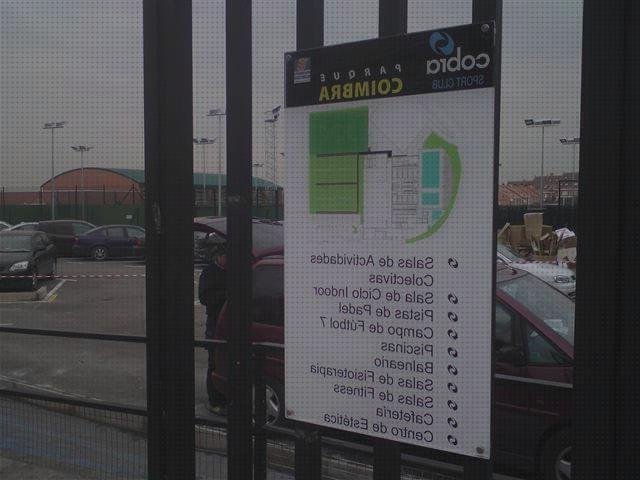 cobra
SPORT CLUB
PARQUE
COIMBRA
Salas de Actividades
Colectivas
Sala de Ciclo Indoor
Pistas de Padel
Campo de Fútbol 7
Piscinas
Balneario
Salas de Fisioterapia
Salas de Fitness
Cafetería
Centro de Estética